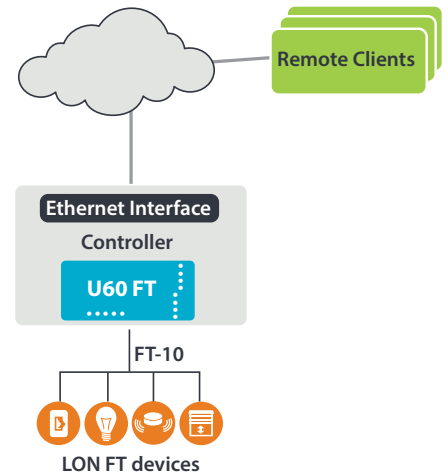 Remote Clients
Ethernet Interface
Controller
U60 FT
FT-10
LON FT devices